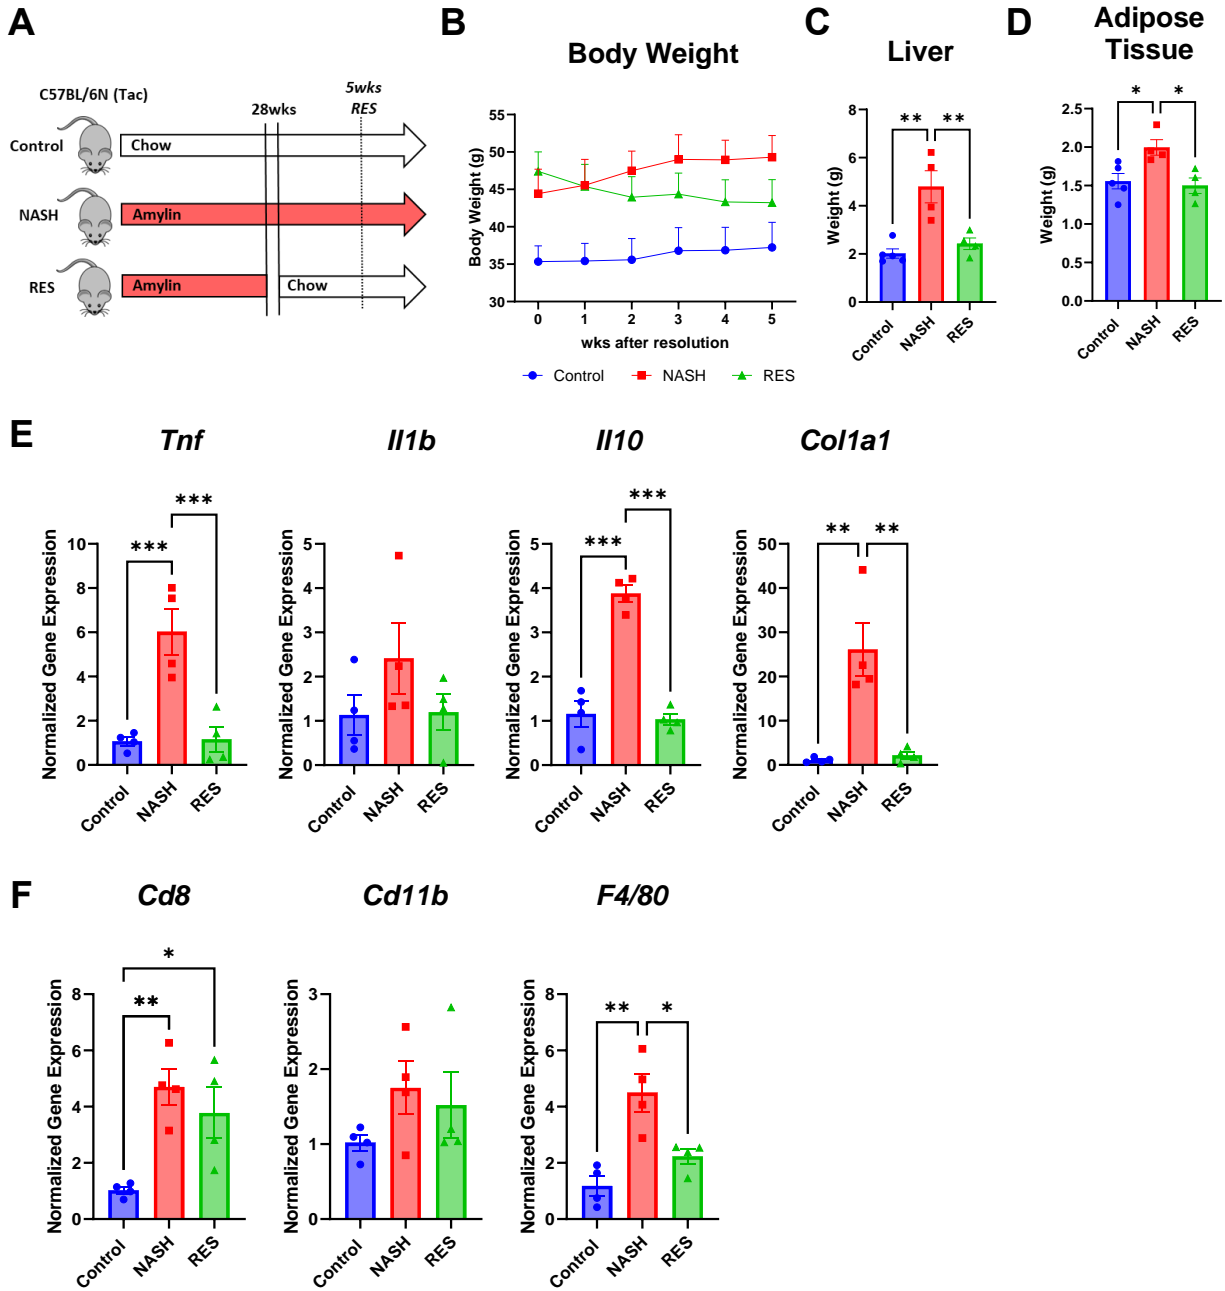 A
C57BL/6N (Tac)
28wks
5wks
RES
Control
Chow
NASH
Amylin
RES
Amylin
Chow
B
Body Weight
Body Weight (g)
55
50
45
40
35
30
0 1 2 3 4 5
wks after resolution
Control NASH RES
C
Liver
Weight (g)
8
6
4
2
0
** **
Control NASH RES
D
Adipose
Tissue
Weight (g)
2.5
2.0
1.5
1.0
0.5
0.0
* *
Control NASH RES
E
Tnf
Normalized Gene Expression
10
8
6
4
2
0
***
***
Control NASH RES
Il1b
Normalized Gene Expression
5
4
3
2
1
0
Control NASH RES
Il10
Normalized Gene Expression
5
4
3
2
1
0
***
***
Control NASH RES
Col1a1
Normalized Gene Expression
50
40
30
20
10
0
** **
Control NASH RES
F
Cd8
Normalized Gene Expression
8
6
4
2
0
*
**
Control NASH RES
Cd11b
Normalized Gene Expression
3
2
1
0
Control NASH RES
F4/80
Normalized Gene Expression
8
6
4
2
0
** *
Control NASH RES